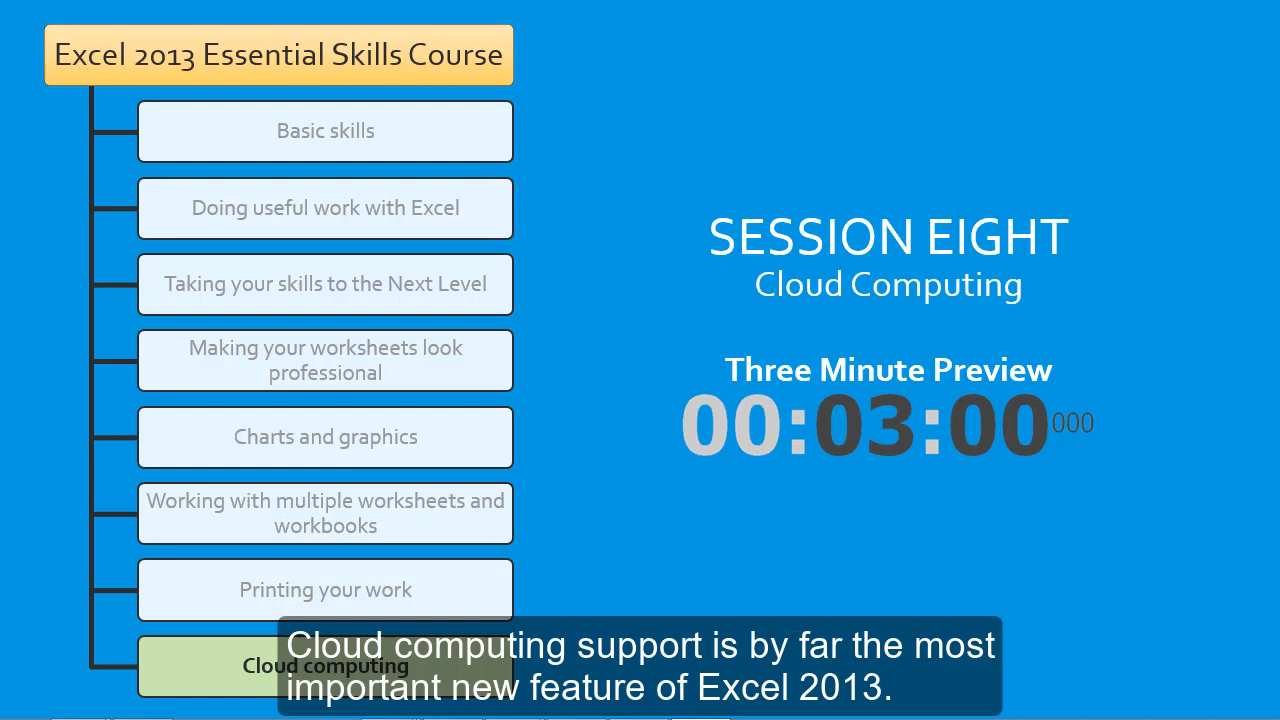 Excel 2013 Essential Skills Course
Basic skills
Doing useful work with Excel
Taking your skills to the Next Level
Making your worksheets look
professional
Charts and graphics
Working with multiple worksheets and
workbooks
Printing your work
Cloud computing
SESSION EIGHT
Cloud Computing
Three Minute Preview
00:03:00000
Cloud computing support is by far the most
important new feature of Excel 2013.